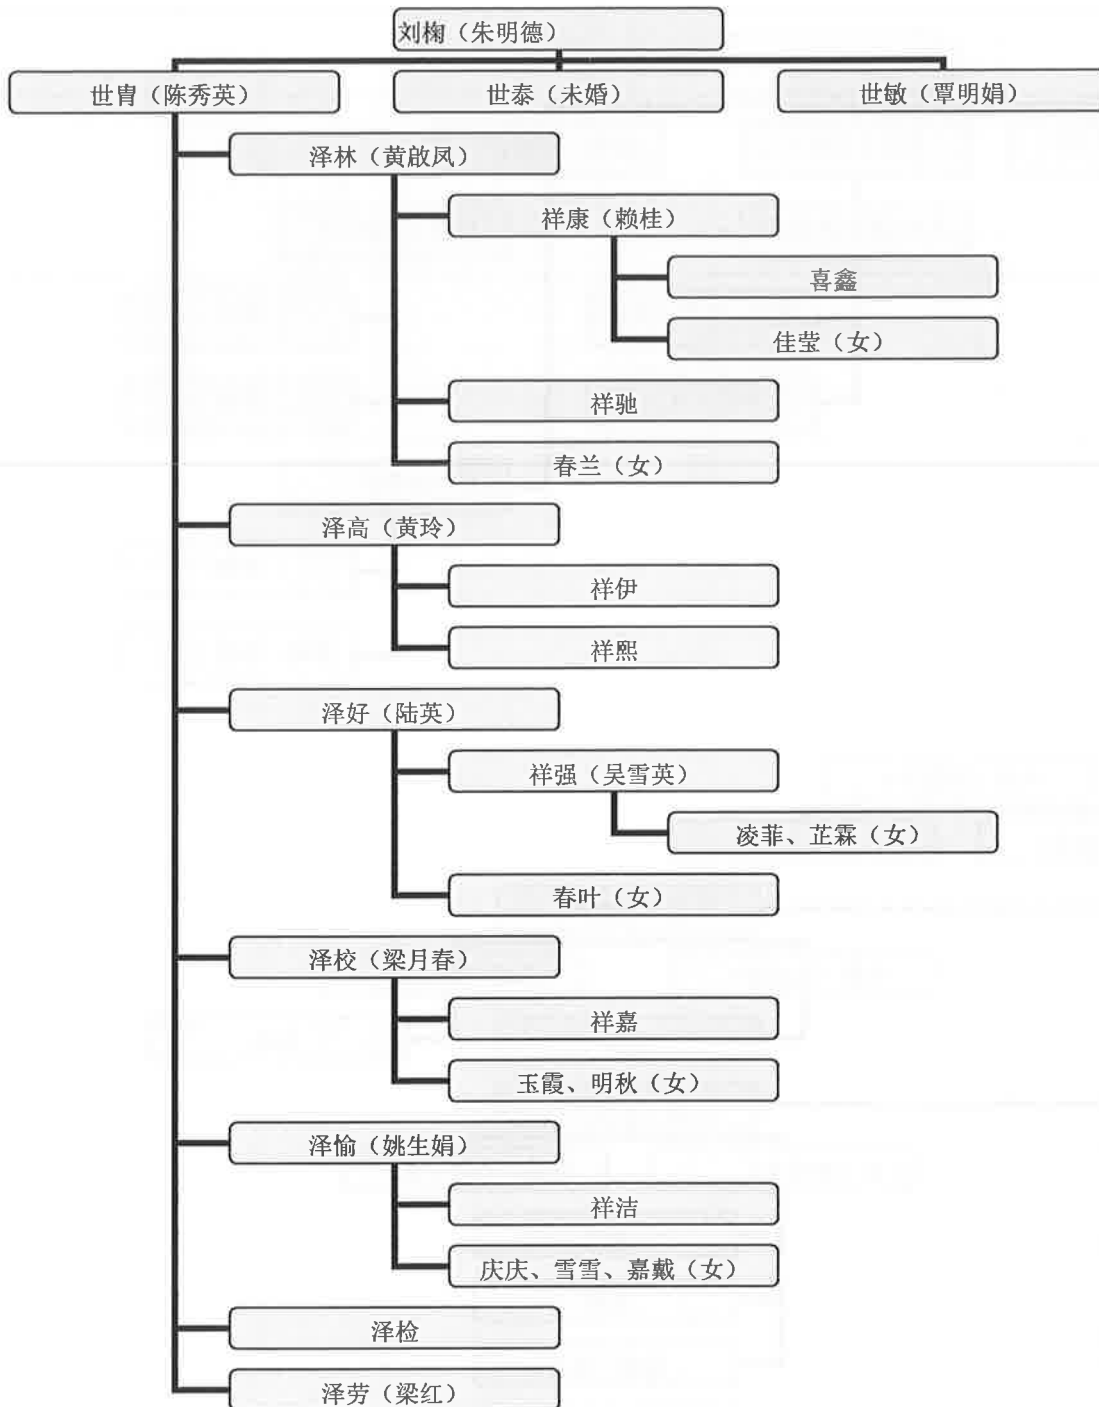 刘椈（朱明德）
世胄（陈秀英）
世泰（未婚）
世敏（覃明娟）
泽林（黄啟凤）
祥康（赖桂）
喜鑫
佳莹（女）
祥驰
春兰（女）
泽高（黄玲）
祥伊
祥熙
泽好（陆英）
祥强（吴雪英）
凌菲、芷霖（女）
春叶（女）
泽校（梁月春）
祥嘉
玉霞、明秋（女）
泽愉（姚生娟）
祥洁
庆庆、雪雪、嘉戴（女）
泽检
泽劳（梁红）